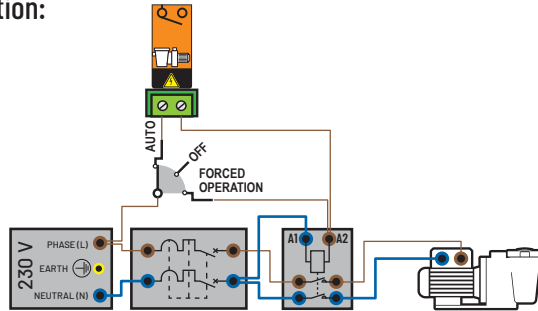 tion:
AUTO
OFF
FORCED
OPERATION
230 V
PHASE (L)
EARTH
NEUTRAL (N)
A1
A2